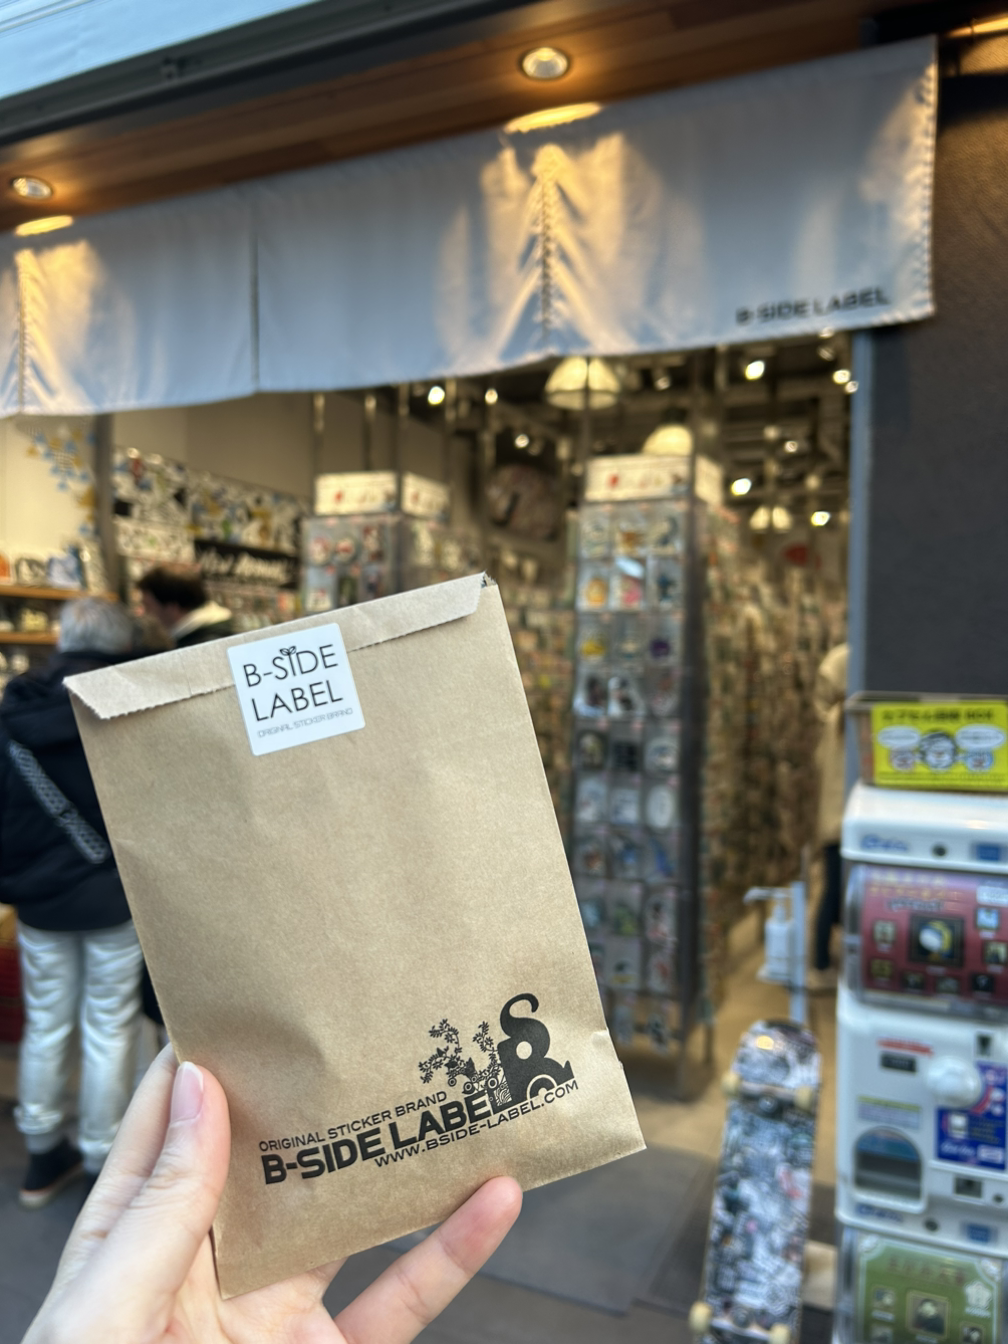 B-SIDE LABEL
B-SIDE
LABEL
ORIGINAL STICKER BRAND
ORIGINAL STICKER BRAND
B-SIDE LABEL
WWW.BSIDE-LABEL.COM